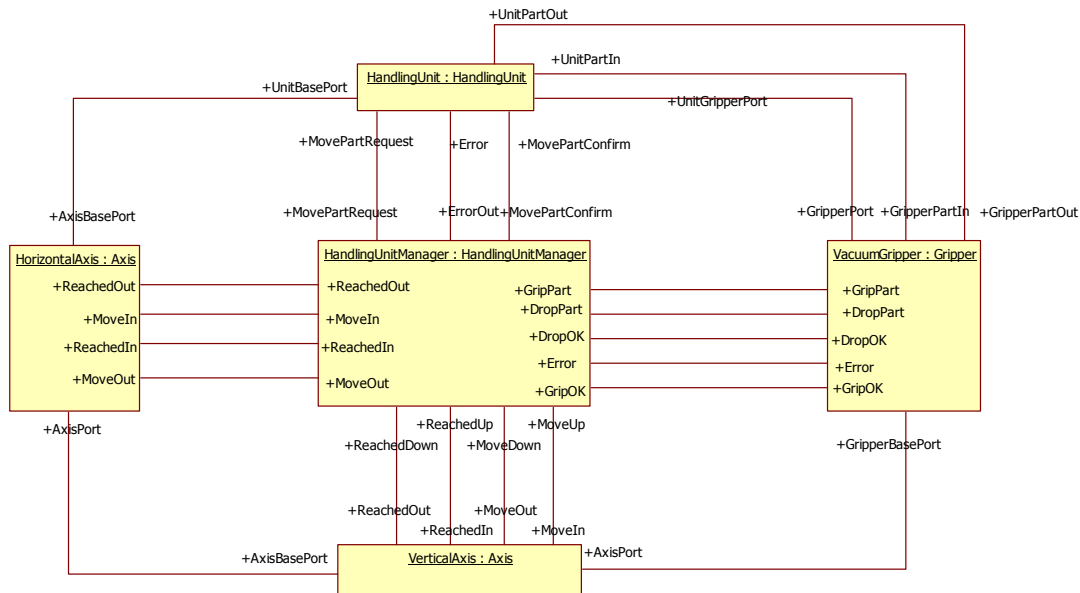 +UnitPartOut
+UnitPartIn
HandlingUnit : HandlingUnit
+UnitBasePort
+UnitGripperPort
+MovePartRequest
+Error
+MovePartConfirm
+AxisBasePort
+MovePartRequest
+ErrorOut
+MovePartConfirm
+GripperPort
+GripperPartIn
+GripperPartOut
HorizontalAxis : Axis
HandlingUnitManager : HandlingUnitManager
VacuumGripper : Gripper
+ReachedOut
+ReachedOut
+GripPart
+GripPart
+MoveIn
+MoveIn
+DropPart
+DropPart
+ReachedIn
+ReachedIn
+DropOK
+DropOK
+MoveOut
+MoveOut
+Error
+Error
+GripOK
+GripOK
+AxisPort
+ReachedUp
+MoveUp
+ReachedDown
+MoveDown
+GripperBasePort
+ReachedOut
+MoveOut
+ReachedIn
+MoveIn
+AxisBasePort
VerticalAxis : Axis
+AxisPort